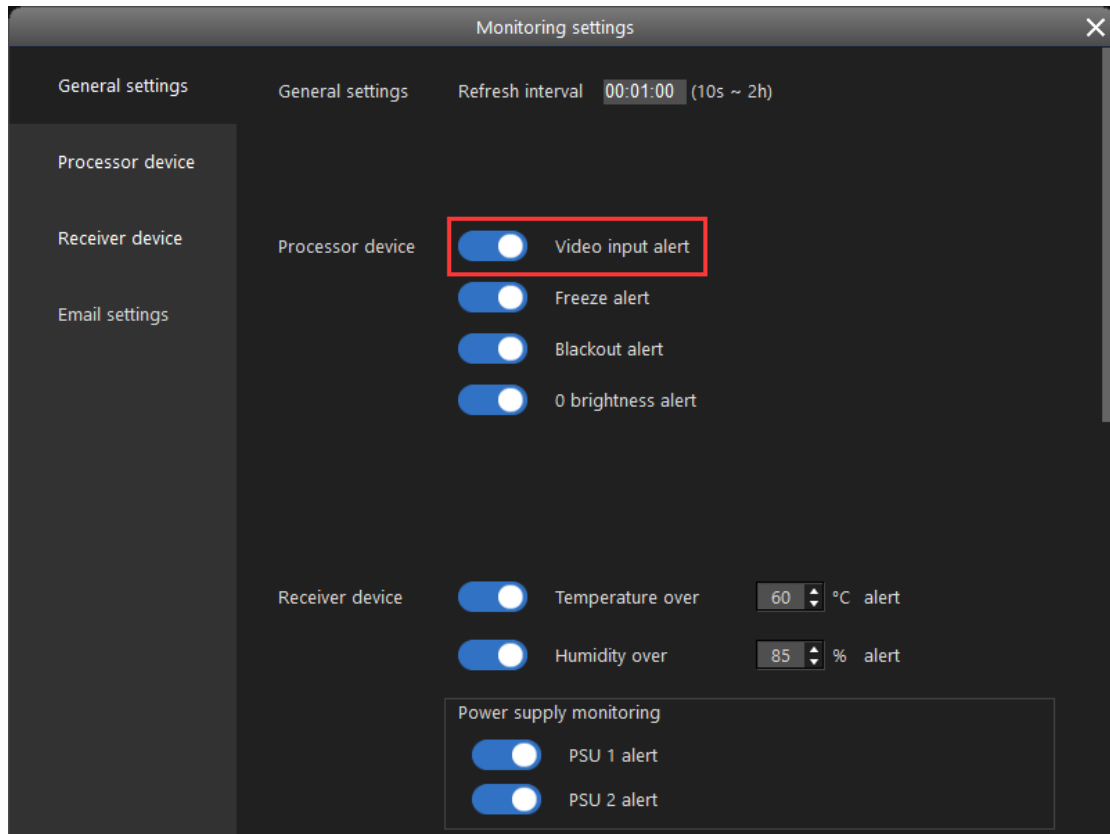 Monitoring settings
General settings
Processor device
Receiver device
Email settings
General settings Refresh interval 00:01:00 (10s ~ 2h)
Processor device Video input alert
Freeze alert
Blackout alert
0 brightness alert
Receiver device Temperature over 60 °C alert
Humidity over 85 % alert
Power supply monitoring
PSU 1 alert
PSU 2 alert